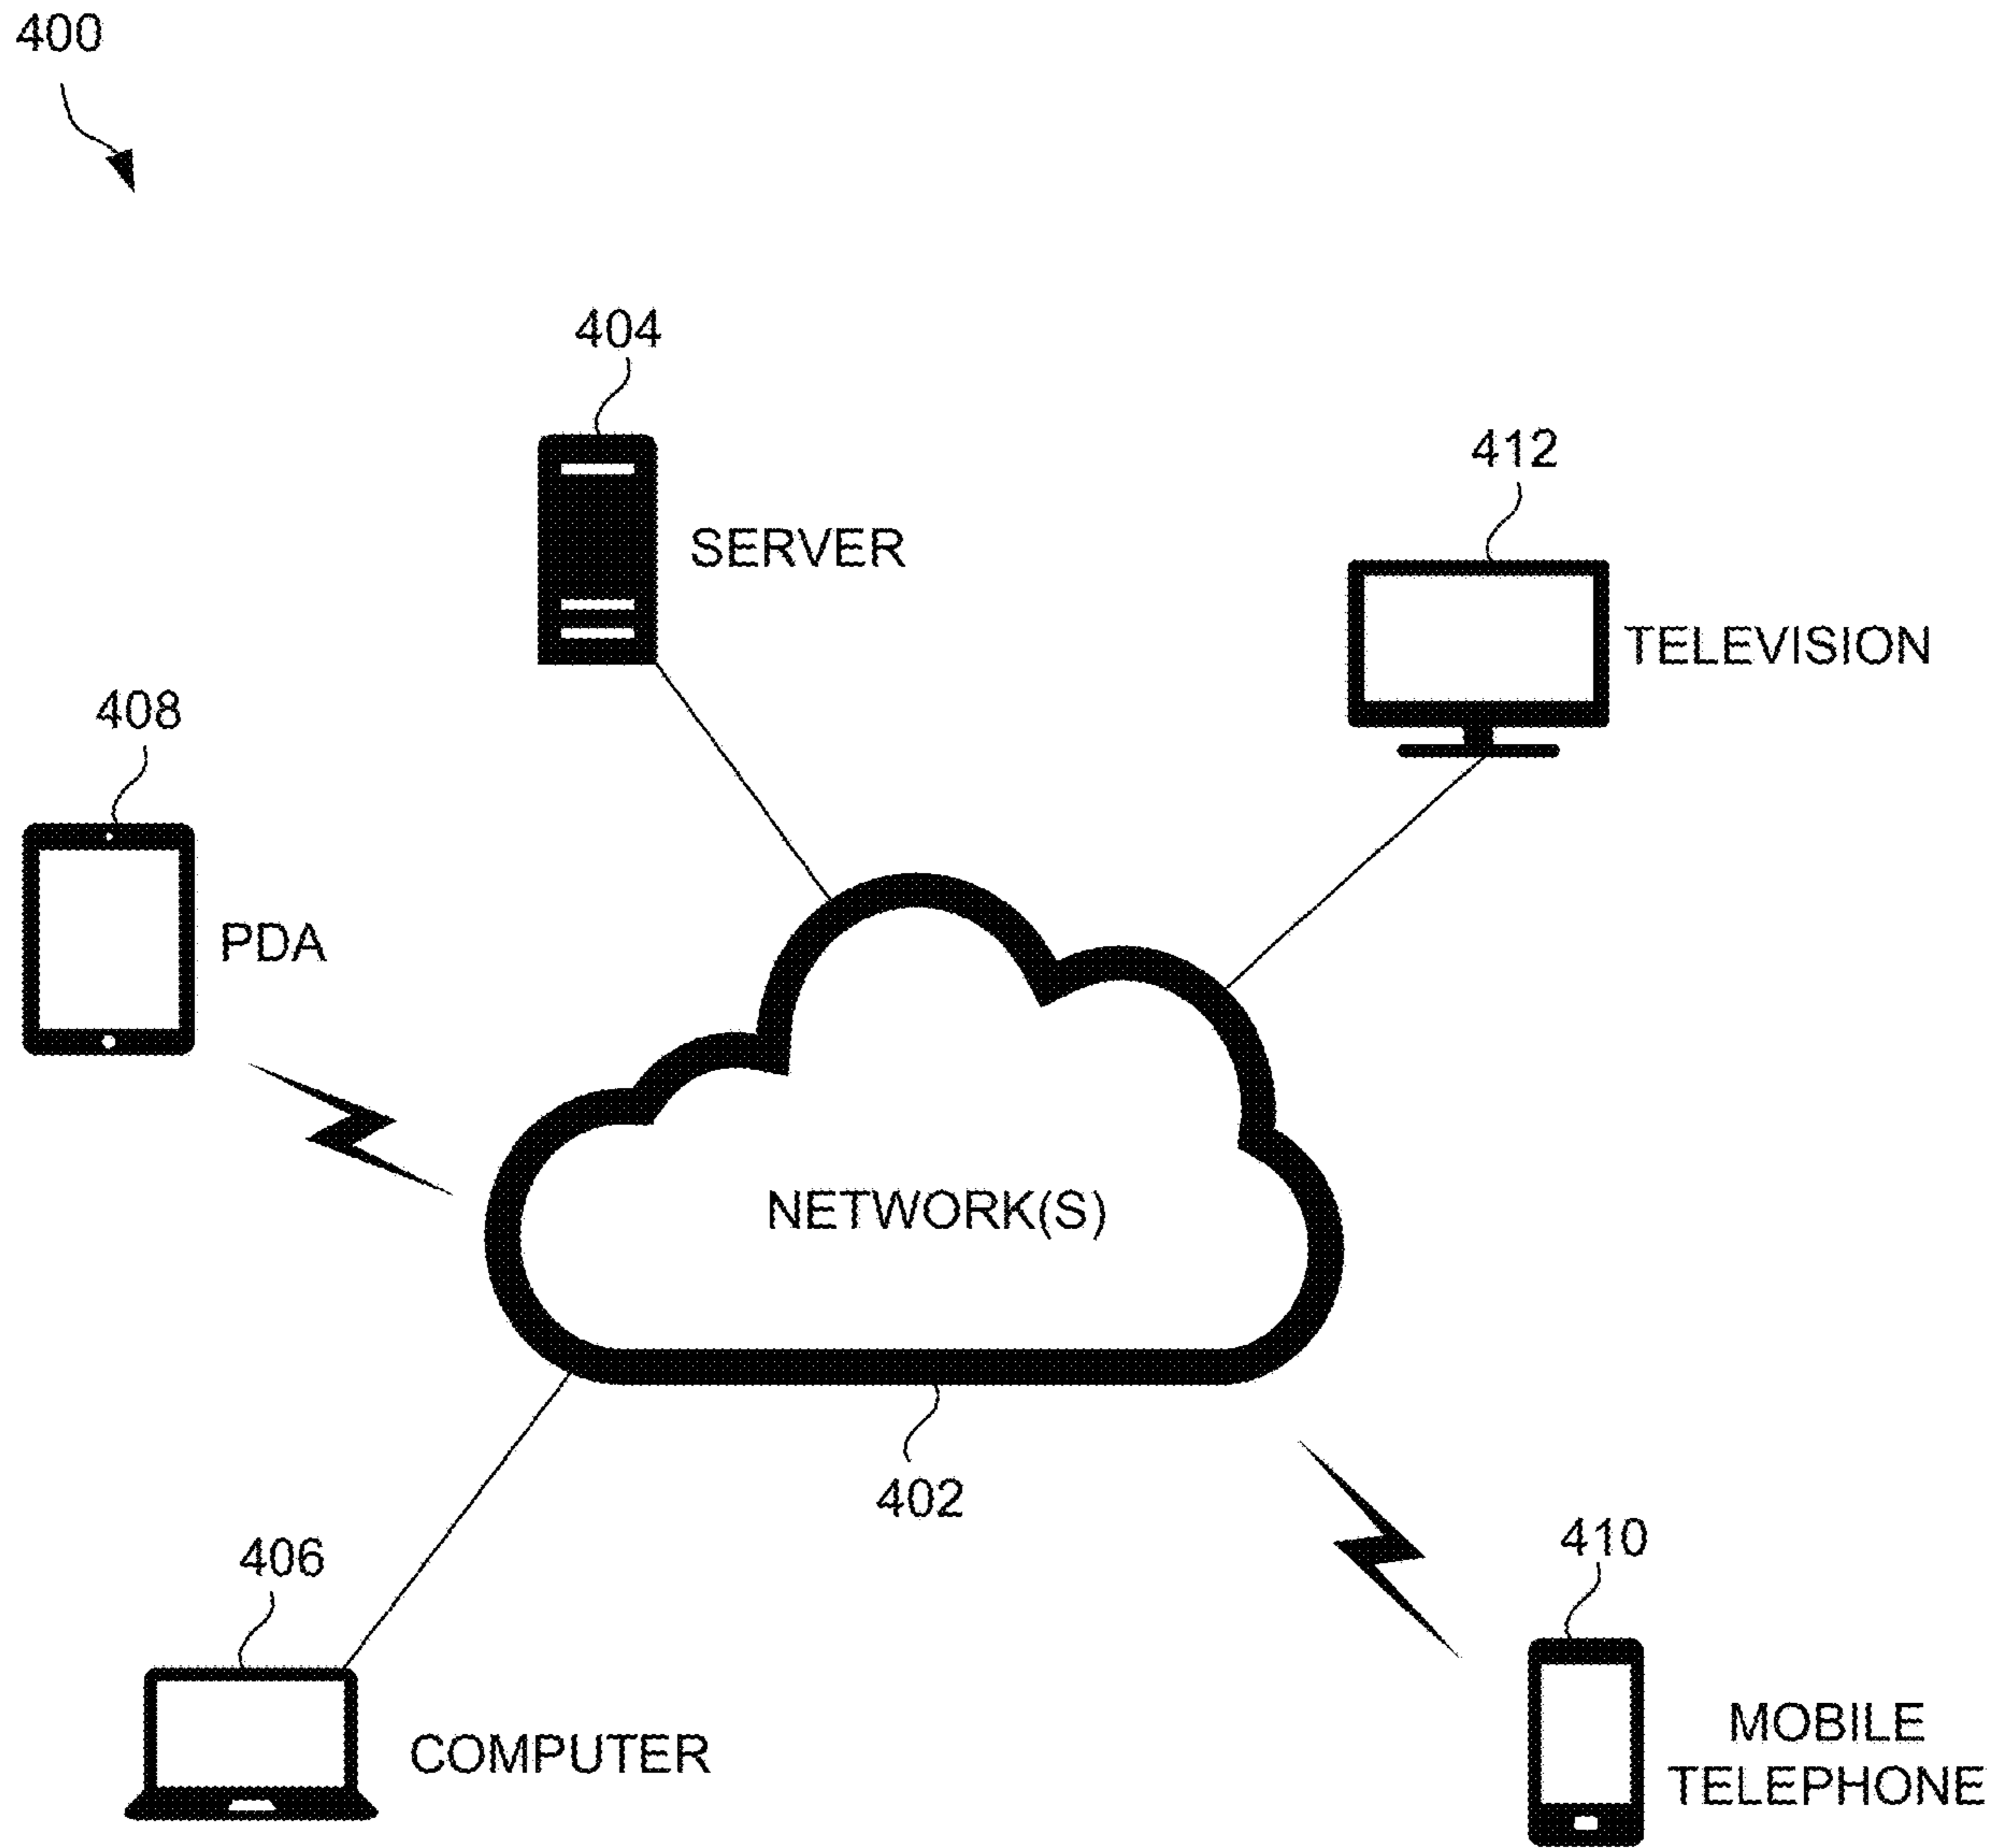 400
404
SERVER
412
TELEVISION
408
PDA
NETWORK(S)
402
406
COMPUTER
410
MOBILE
TELEPHONE